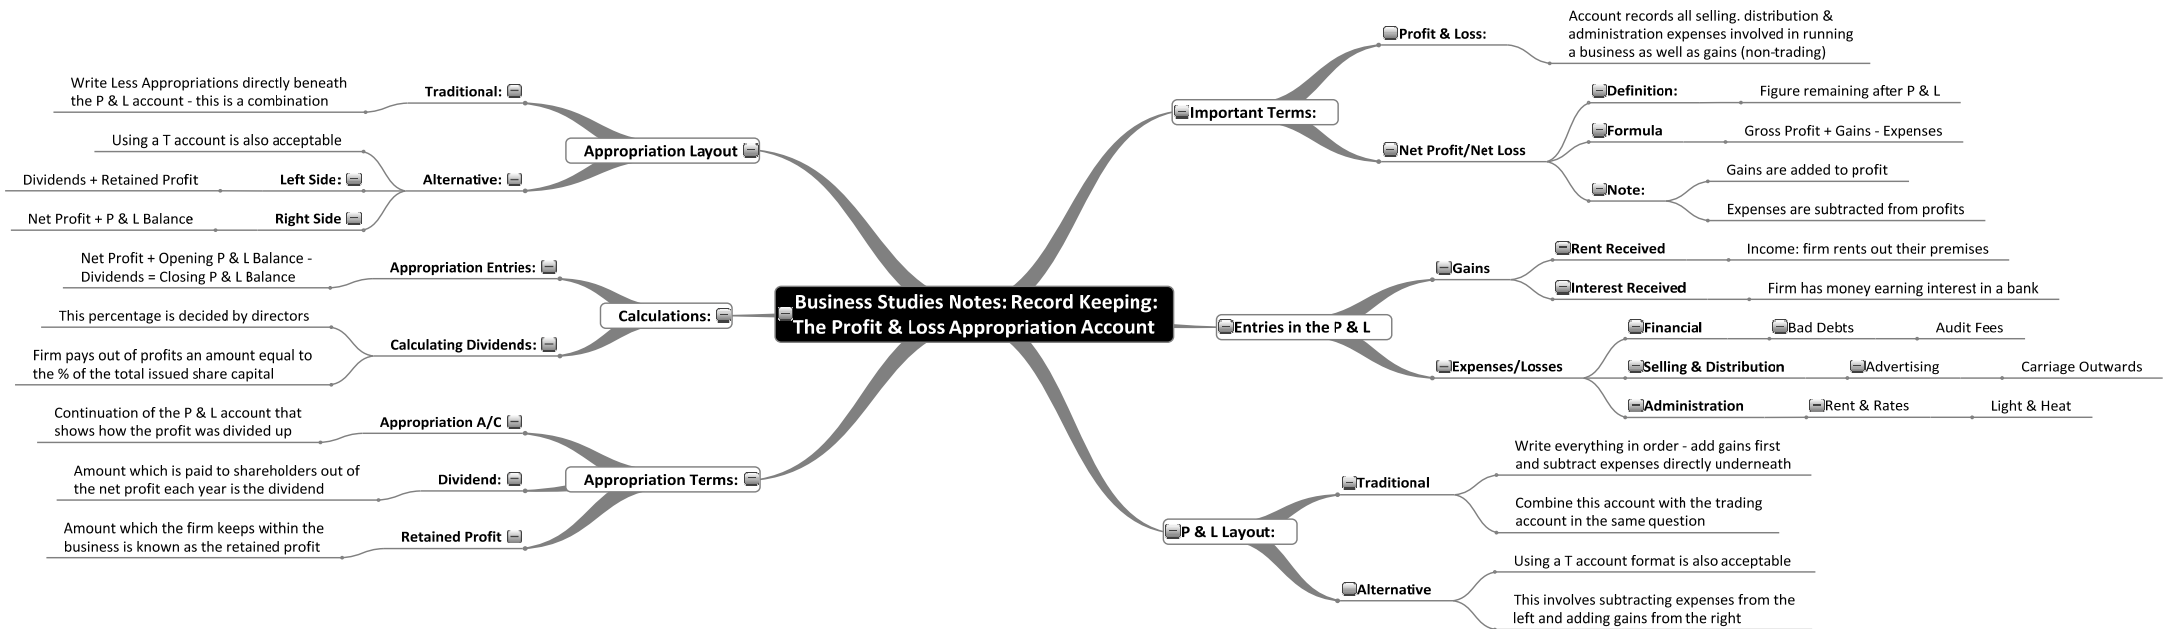 Business Studies Notes: Record Keeping:
The Profit & Loss Appropriation Account
Important Terms:
Profit & Loss:
Account records all selling. distribution &
administration expenses involved in running
a business as well as gains (non-trading)
Net Profit/Net Loss
Definition:
Figure remaining after P & L
Formula
Gross Profit + Gains - Expenses
Note:
Gains are added to profit
Expenses are subtracted from profits
Entries in the P & L
Gains
Rent Received
Income: firm rents out their premises
Interest Received
Firm has money earning interest in a bank
Expenses/Losses
Financial
Bad Debts
Audit Fees
Selling & Distribution
Advertising
Carriage Outwards
Administration
Rent & Rates
Light & Heat
P & L Layout:
Traditional
Write everything in order - add gains first
and subtract expenses directly underneath
Combine this account with the trading
account in the same question
Alternative
Using a T account format is also acceptable
This involves subtracting expenses from the
left and adding gains from the right
Appropriation Layout
Traditional:
Write Less Appropriations directly beneath
the P & L account - this is a combination
Alternative:
Using a T account is also acceptable
Left Side:
Dividends + Retained Profit
Right Side
Net Profit + P & L Balance
Calculations:
Appropriation Entries:
Net Profit + Opening P & L Balance -
Dividends = Closing P & L Balance
Calculating Dividends:
This percentage is decided by directors
Firm pays out of profits an amount equal to
the % of the total issued share capital
Appropriation Terms:
Appropriation A/C
Continuation of the P & L account that
shows how the profit was divided up
Dividend:
Amount which is paid to shareholders out of
the net profit each year is the dividend
Retained Profit
Amount which the firm keeps within the
business is known as the retained profit